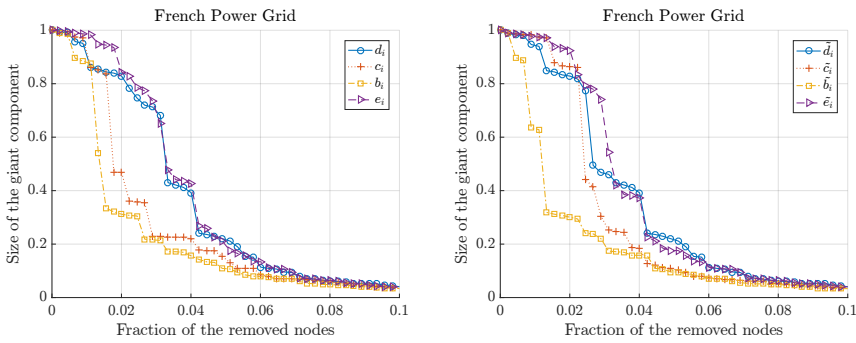 French Power Grid
Size of the giant component
1
0.8
0.6
0.4
0.2
0
0
0.02
0.04
0.06
0.08
0.1
Fraction of the removed nodes
d_i
c_i
b_i
e_i
French Power Grid
Size of the giant component
1
0.8
0.6
0.4
0.2
0
0
0.02
0.04
0.06
0.08
0.1
Fraction of the removed nodes
d̃_i
c̃_i
b̃_i
ẽ_i